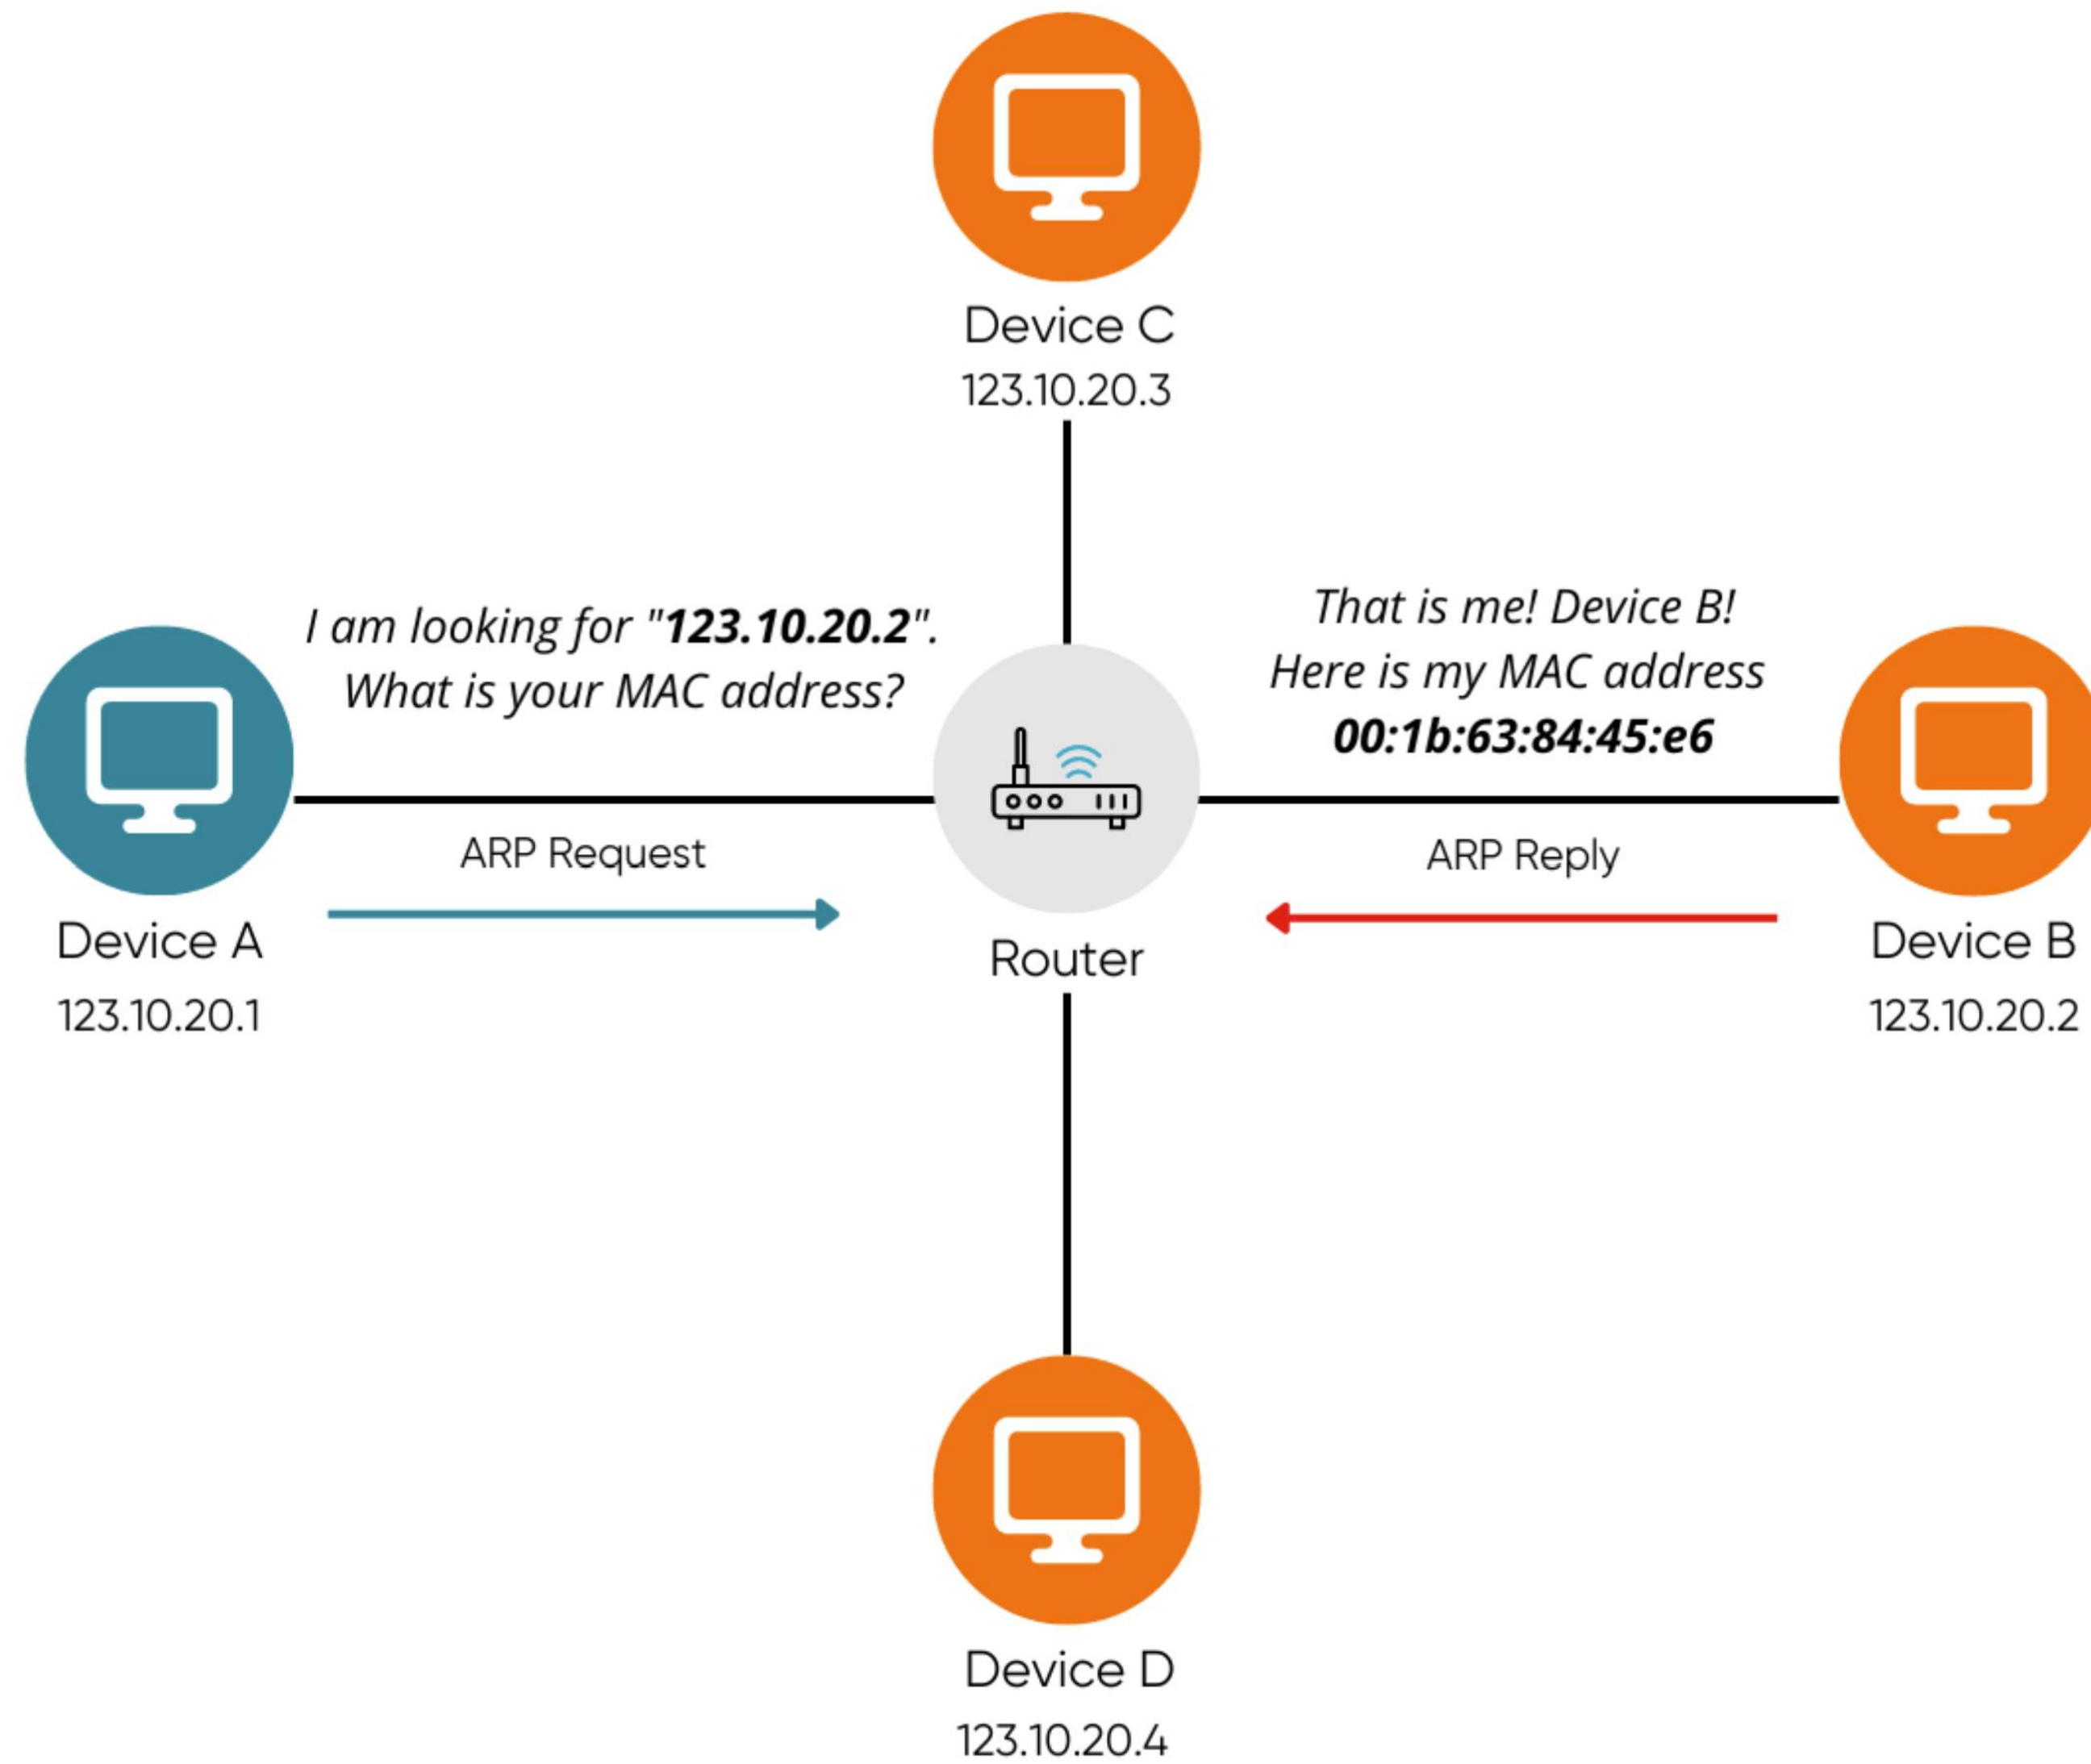 Device C
123.10.20.3
I am looking for "123.10.20.2".
What is your MAC address?
That is me! Device B!
Here is my MAC address
00:1b:63:84:45:e6
ARP Request
ARP Reply
Device A
123.10.20.1
Router
Device B
123.10.20.2
Device D
123.10.20.4